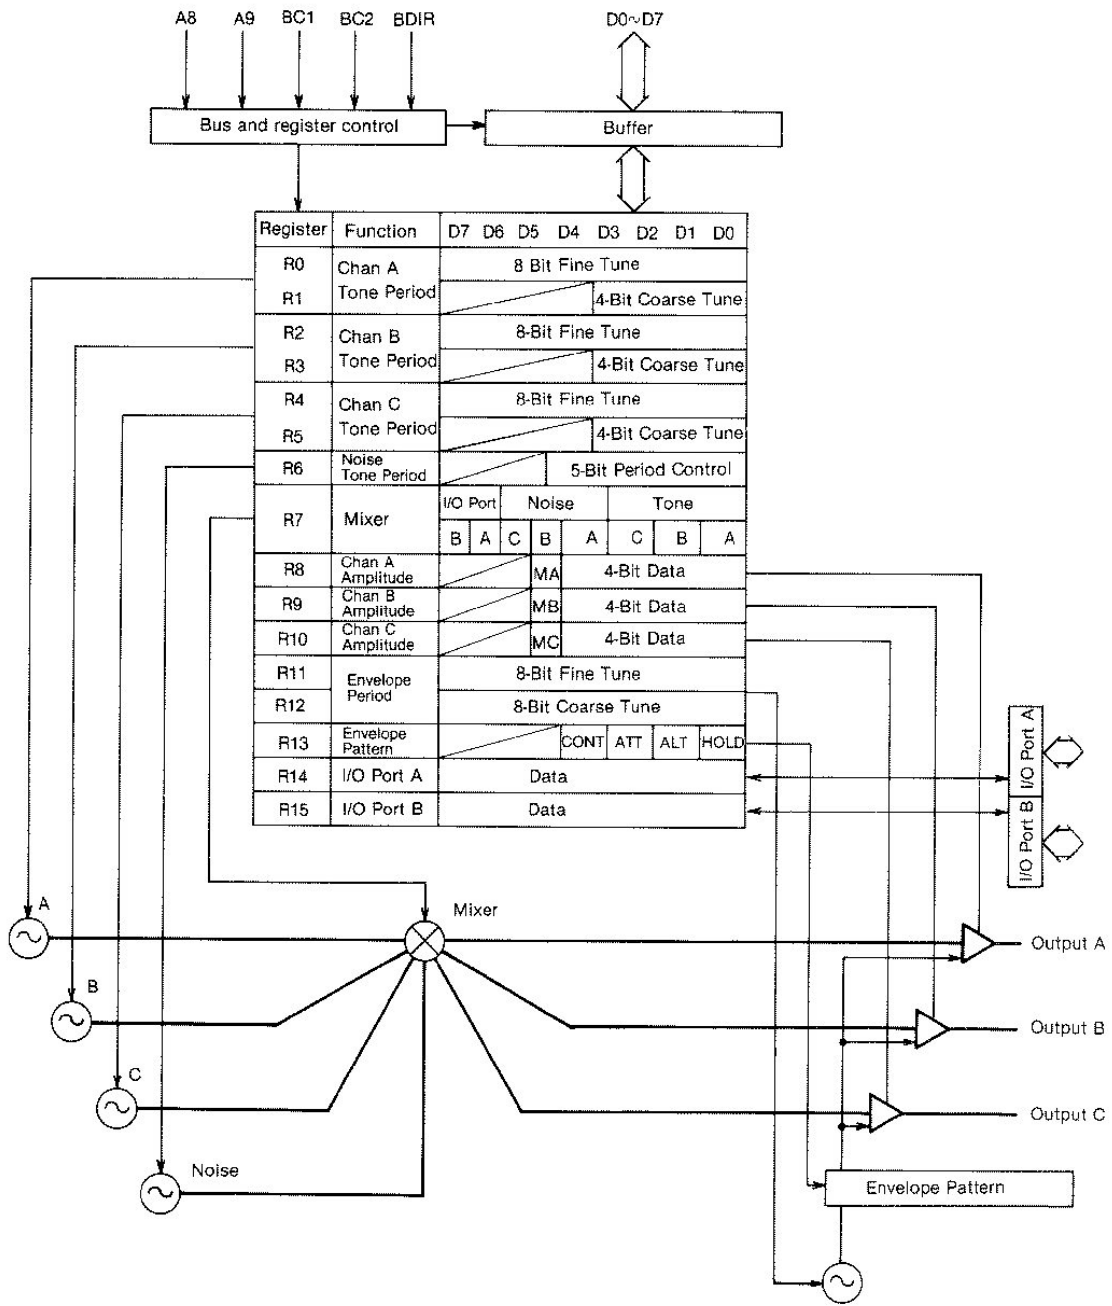 A8 A9 BC1 BC2 BDIR D0~D7
Bus and register control Buffer
Register Function D7 D6 D5 D4 D3 D2 D1 D0
R0 Chan A 8 Bit Fine Tune
R1 Tone Period 4-Bit Coarse Tune
R2 Chan B 8-Bit Fine Tune
R3 Tone Period 4-Bit Coarse Tune
R4 Chan C 8-Bit Fine Tune
R5 Tone Period 4-Bit Coarse Tune
R6 Noise Tone Period 5-Bit Period Control
R7 Mixer I/O Port Noise Tone
B A C B A C B A
R8 Chan A Amplitude MA 4-Bit Data
R9 Chan B Amplitude MB 4-Bit Data
R10 Chan C Amplitude MC 4-Bit Data
R11 Envelope Period 8-Bit Fine Tune
R12 8-Bit Coarse Tune
R13 Envelope Pattern CONT ATT ALT HOLD
R14 I/O Port A Data
R15 I/O Port B Data
I/O Port A
I/O Port B
A
Mixer
Output A
B
Output B
C
Output C
Noise
Envelope Pattern